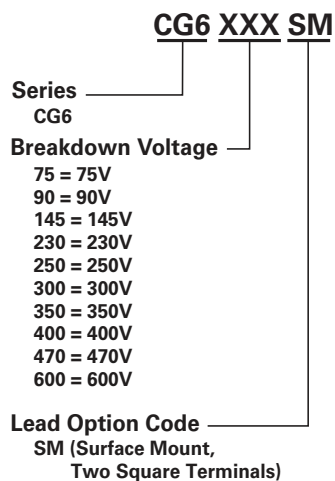 CG6 XXX SM
Series
CG6
Breakdown Voltage
75 = 75V
90 = 90V
145 = 145V
230 = 230V
250 = 250V
300 = 300V
350 = 350V
400 = 400V
470 = 470V
600 = 600V
Lead Option Code
SM (Surface Mount,
Two Square Terminals)